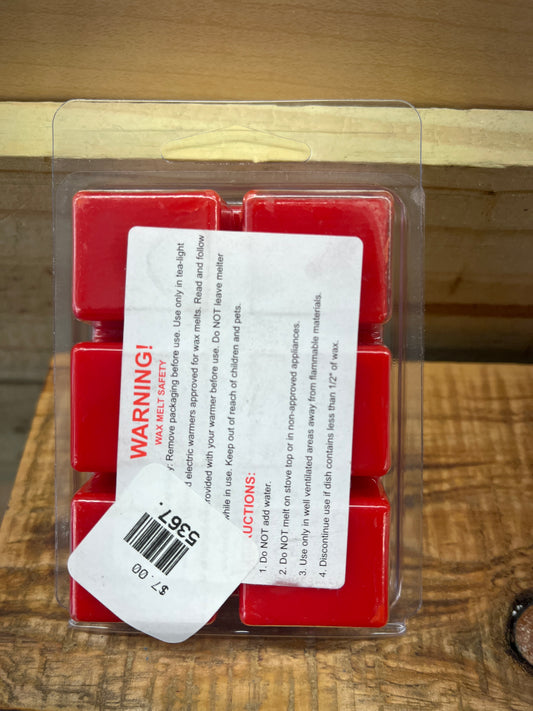 WARNING!
WAX MELT SAFETY
Remove packaging before use. Use only in tea-light
electric warmers approved for wax melts. Read and follow
with your warmer before use. Do NOT leave melter
while in use. Keep out of reach of children and pets.
1. Do NOT add water.
2. Do NOT melt on stove top or in non-approved appliances.
3. Use only in well ventilated areas away from flammable materials.
4. Discontinue use if dish contains less than 1/2" of wax.
5367
$7.00